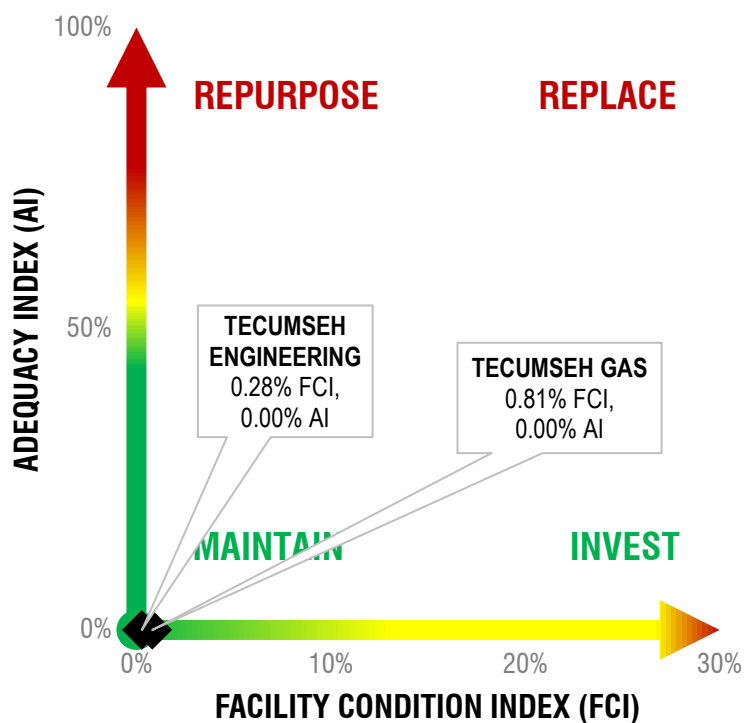 100%
REPURPOSE
REPLACE
ADEQUACY INDEX (AI)
50%
TECUMSEH
ENGINEERING
0.28% FCI,
0.00% AI
TECUMSEH GAS
0.81% FCI,
0.00% AI
MAINTAIN
INVEST
0%
0%
10%
20%
30%
FACILITY CONDITION INDEX (FCI)